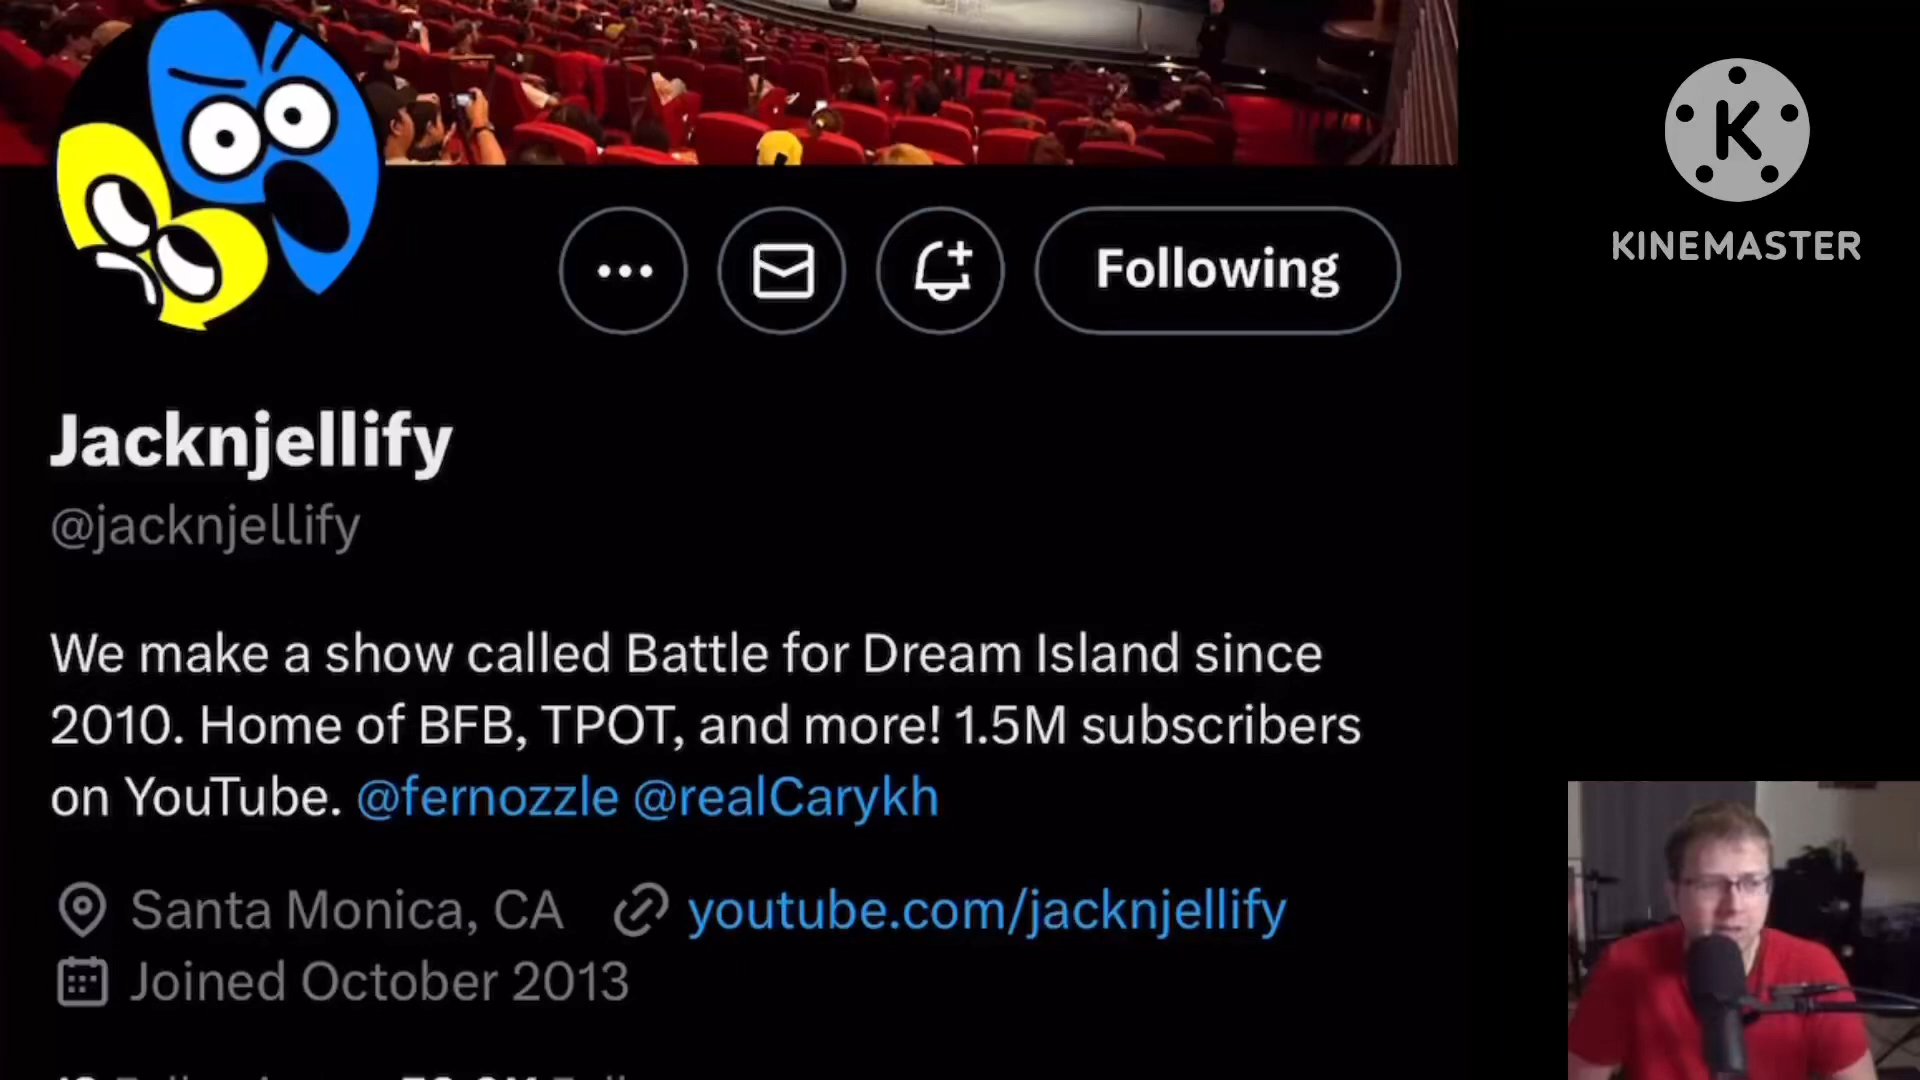 K
KINEMASTER
Following
Jacknjellify
@jacknjellify
We make a show called Battle for Dream Island since
2010. Home of BFB, TPOT, and more! 1.5M subscribers
on YouTube. @fernozzle @realCarykh
Santa Monica, CA youtube.com/jacknjellify
Joined October 2013